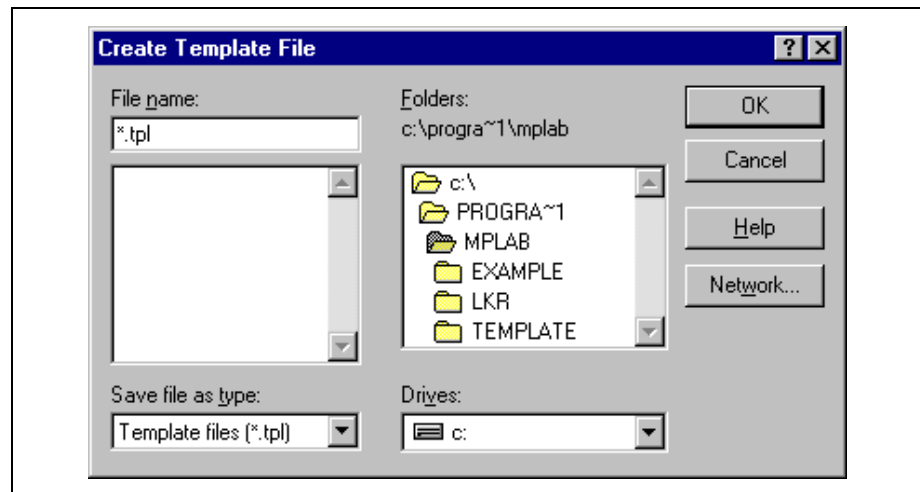 Create Template File
File name:
*.tpl
Folders:
c:\progra~1\mplab
c:\
PROGRA~1
MPLAB
EXAMPLE
LKR
TEMPLATE
OK
Cancel
Help
Network...
Save file as type:
Template files (*.tpl)
Drives:
c: